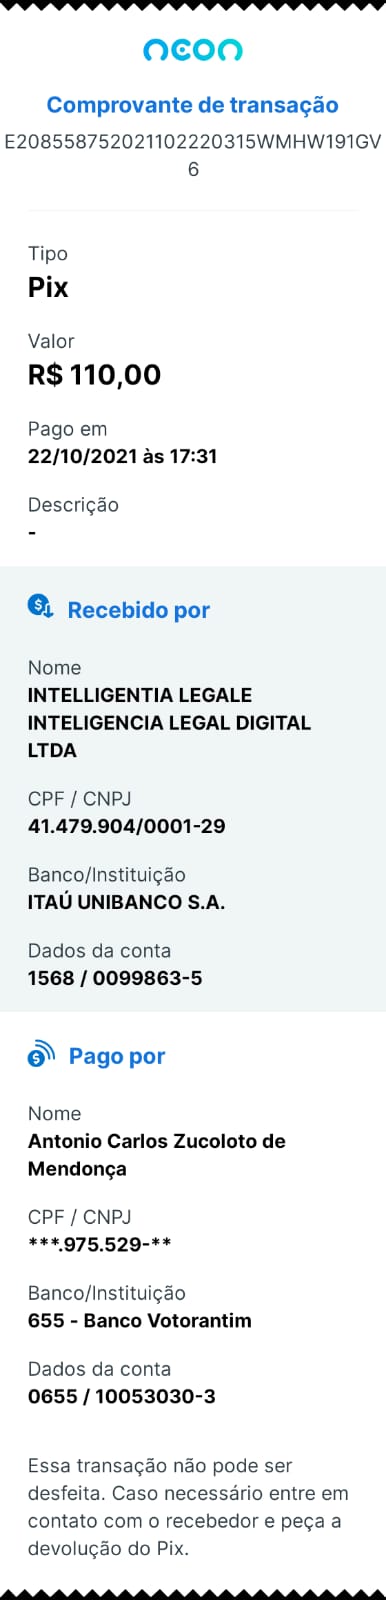 neon
Comprovante de transação
E208558752021102220315WMHW191GV
6
Tipo
Pix
Valor
R$ 110,00
Pago em
22/10/2021 às 17:31
Descrição
-
Recebido por
Nome
INTELLIGENTIA LEGALE
INTELIGENCIA LEGAL DIGITAL
LTDA
CPF / CNPJ
41.479.904/0001-29
Banco/Instituição
ITAÚ UNIBANCO S.A.
Dados da conta
1568 / 0099863-5
Pago por
Nome
Antonio Carlos Zucoloto de
Mendonça
CPF / CNPJ
***.975.529-**
Banco/Instituição
655 - Banco Votorantim
Dados da conta
0655 / 10053030-3
Essa transação não pode ser
desfeita. Caso necessário entre em
contato com o recebedor e peça a
devolução do Pix.